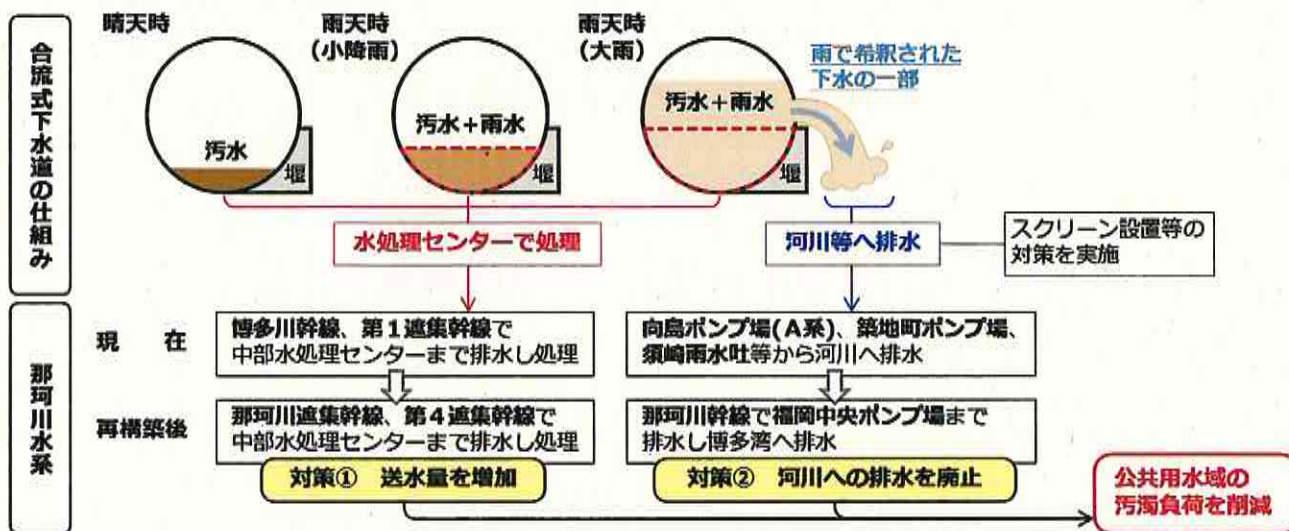 合流式下水道の仕組み
晴天時
汚水
堰
雨天時
(小降雨)
汚水+雨水
堰
雨天時
(大雨)
汚水+雨水
堰
雨で希釈された
下水の一部
水処理センターで処理
河川等へ排水
スクリーン設置等の
対策を実施
那珂川水系
現 在
博多川幹線、第1遮集幹線で
中部水処理センターまで排水し処理
向島ポンプ場(A系)、築地町ポンプ場、
須崎雨水吐等から河川へ排水
再構築後
那珂川遮集幹線、第4遮集幹線で
中部水処理センターまで排水し処理
那珂川幹線で福岡中央ポンプ場まで
排水し博多湾へ排水
対策① 送水量を増加
対策② 河川への排水を廃止
公共用水域の
汚濁負荷を削減